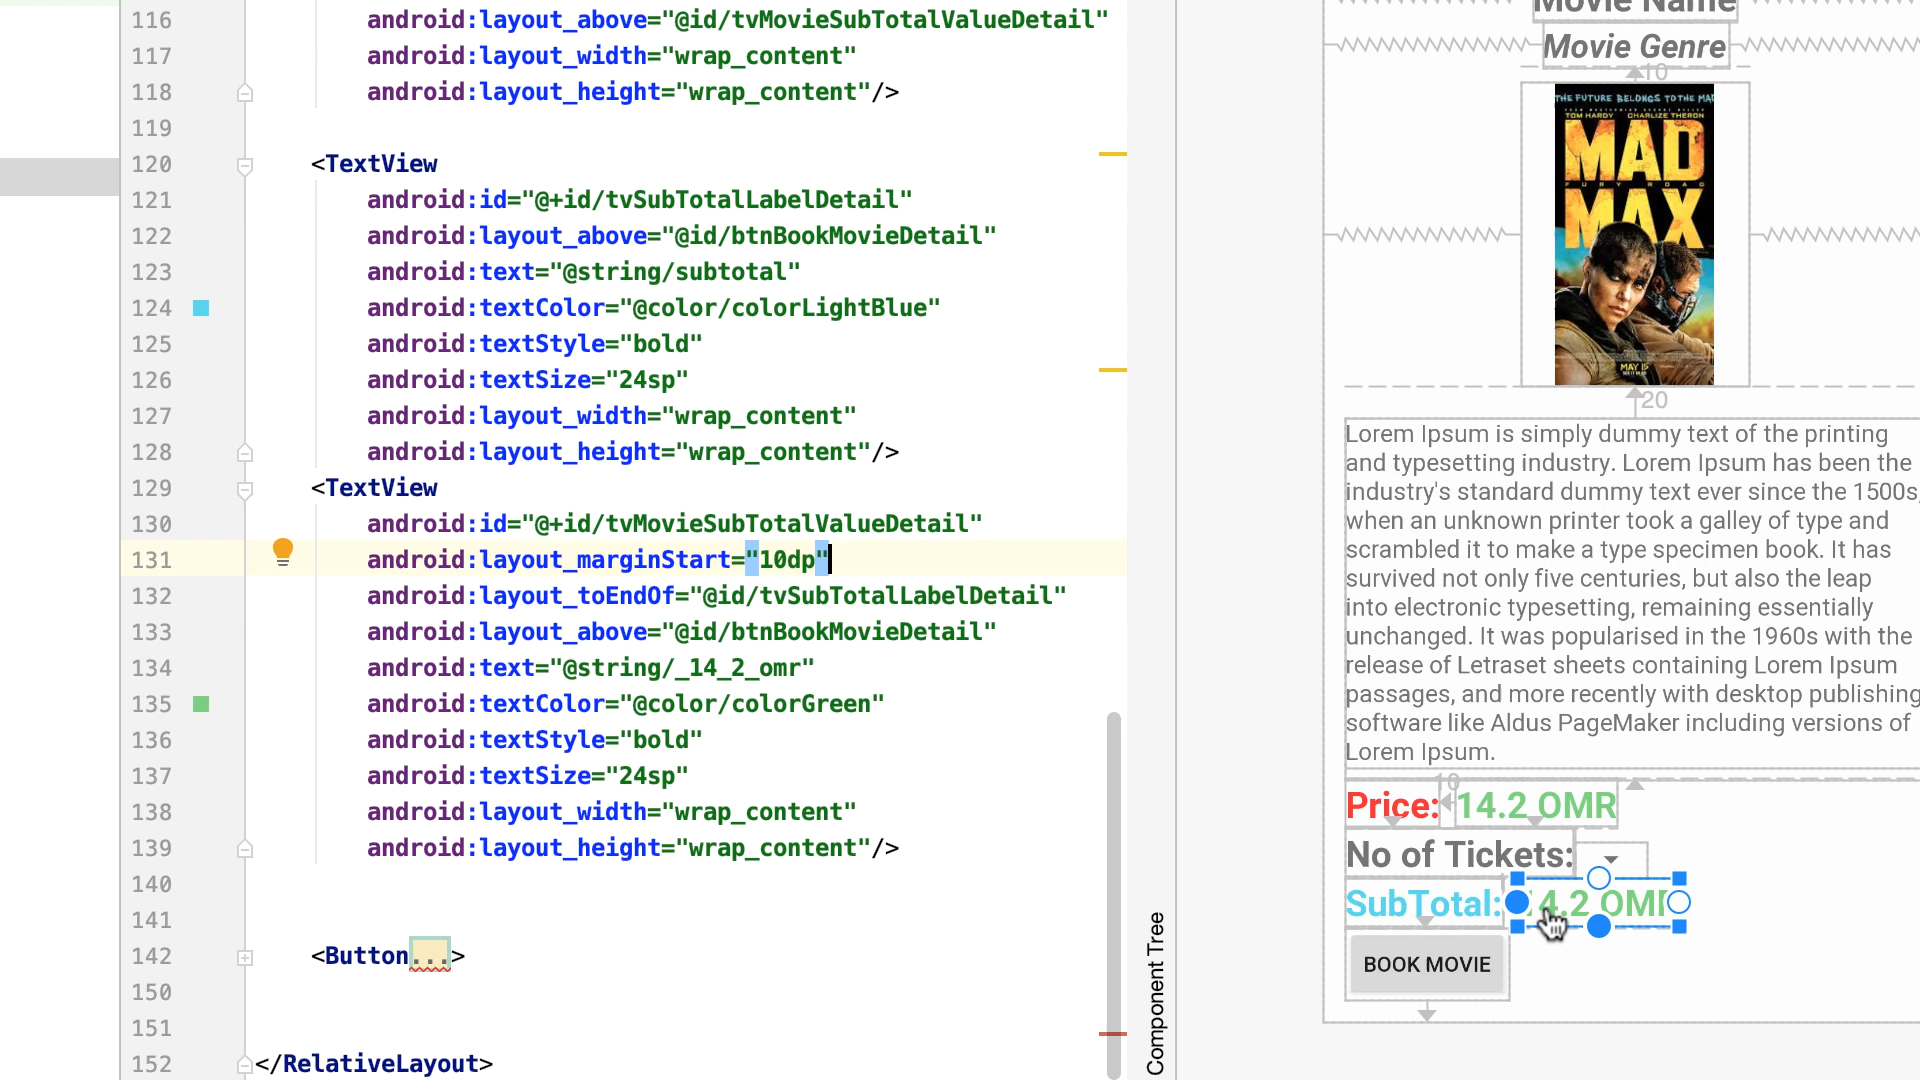 116 android:layout_above="@id/tvMovieSubTotalValueDetail"
117 android:layout_width="wrap_content"
118 android:layout_height="wrap_content"/>
119
120 <TextView
121 android:id="@+id/tvSubTotalLabelDetail"
122 android:layout_above="@id/btnBookMovieDetail"
123 android:text="@string/subtotal"
124 android:textColor="@color/colorLightBlue"
125 android:textStyle="bold"
126 android:textSize="24sp"
127 android:layout_width="wrap_content"
128 android:layout_height="wrap_content"/>
129 <TextView
130 android:id="@+id/tvMovieSubTotalValueDetail"
131 android:layout_marginStart="10dp"
132 android:layout_toEndOf="@id/tvSubTotalLabelDetail"
133 android:layout_above="@id/btnBookMovieDetail"
134 android:text="@string/_14_2_omr"
135 android:textColor="@color/colorGreen"
136 android:textStyle="bold"
137 android:textSize="24sp"
138 android:layout_width="wrap_content"
139 android:layout_height="wrap_content"/>
140
141
142 <Button...>
150
151
152 </RelativeLayout>
Component Tree
Movie Name
Movie Genre
10
THE FUTURE BELONGS TO THE MAD
TOM HARDY CHARLIZE THERON
MAD
FURY ROAD
MAX
MAY 15
20
Lorem Ipsum is simply dummy text of the printing
and typesetting industry. Lorem Ipsum has been the
industry's standard dummy text ever since the 1500s,
when an unknown printer took a galley of type and
scrambled it to make a type specimen book. It has
survived not only five centuries, but also the leap
into electronic typesetting, remaining essentially
unchanged. It was popularised in the 1960s with the
release of Letraset sheets containing Lorem Ipsum
passages, and more recently with desktop publishing
software like Aldus PageMaker including versions of
Lorem Ipsum.
10
Price: 14.2 OMR
No of Tickets:
SubTotal: 14.2 OMR
BOOK MOVIE